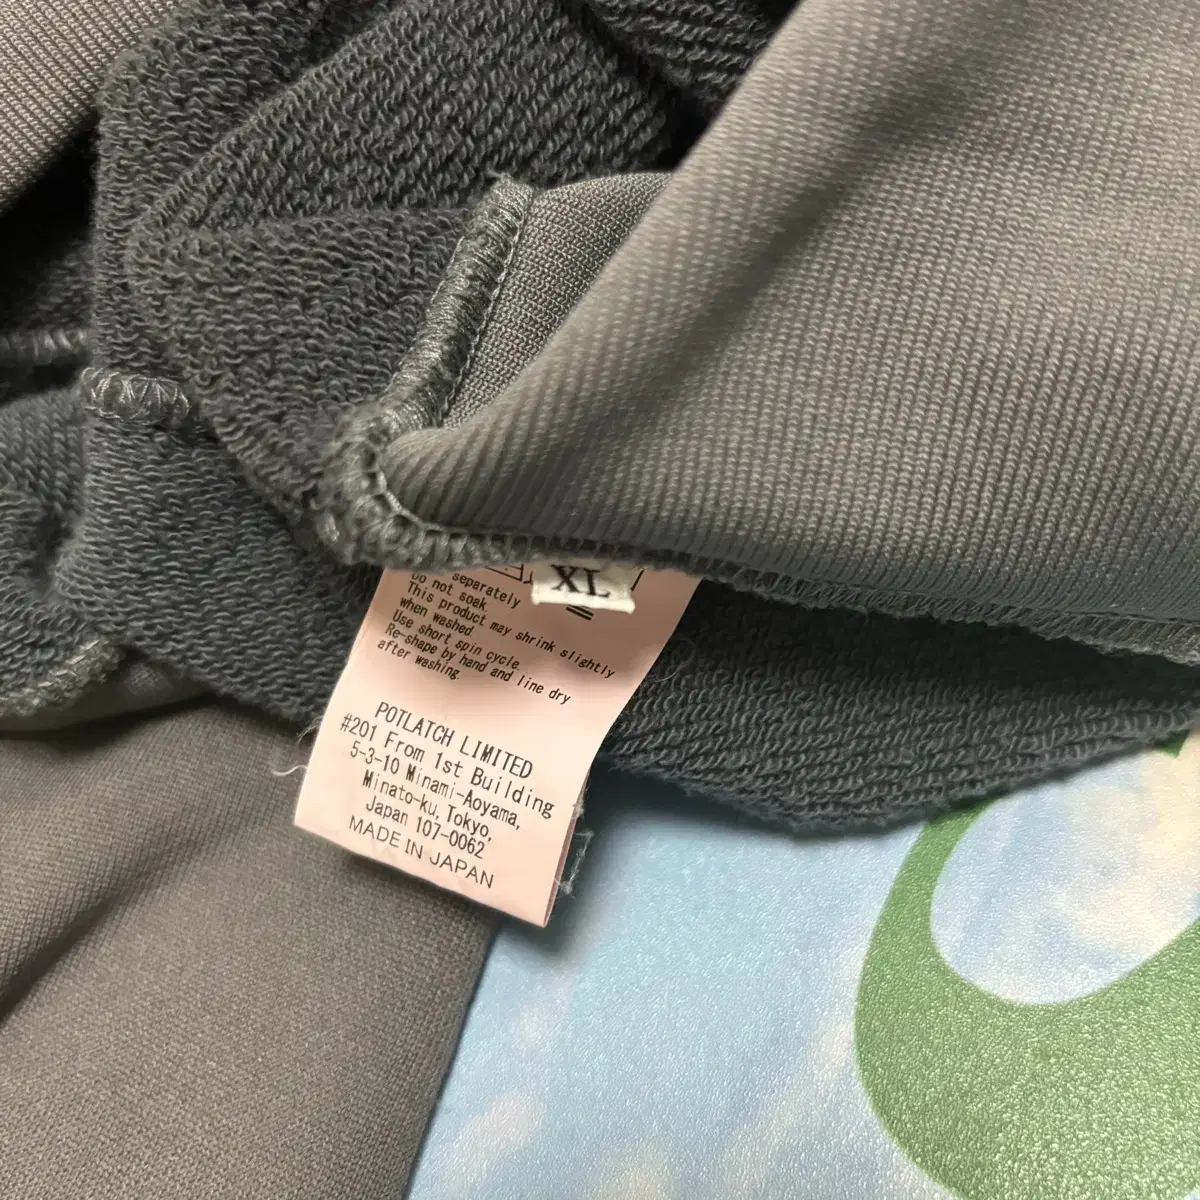 XL
separately
Do not soak.
This product may shrink slightly
when washed.
Use short spin cycle.
Re-shape by hand and line dry
after washing.
POTLATCH LIMITED
#201 From 1st Building
5-3-10 Minami-Aoyama,
Minato-ku, Tokyo,
Japan 107-0062
MADE IN JAPAN